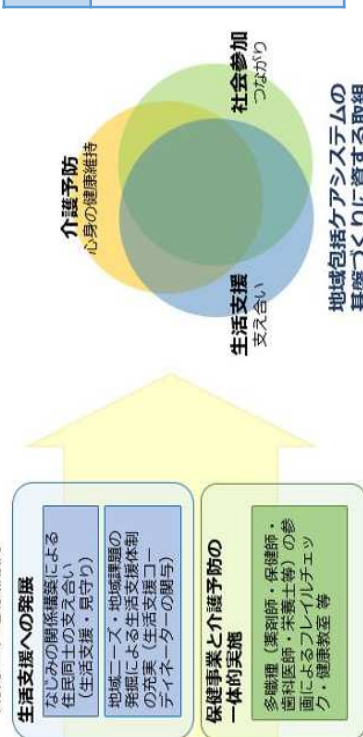 生活支援への発展
なじみの関係構築による
住民同士の支え合い
（生活支援・見守り）
地域ニーズ・地域課題の
発掘による生活支援体制
の充実（生活支援コー
ディネーターの関与）
保健事業と介護予防の
一体的実施
多職種（薬剤師・保健師・
歯科医師・栄養士等）の参
画によるフレイルチェッ
ク・健康教室 等
介護予防
心身の健康維持
生活支援
支え合い
社会参加
つながり
地域包括ケアシステムの
基盤づくりに資する取組